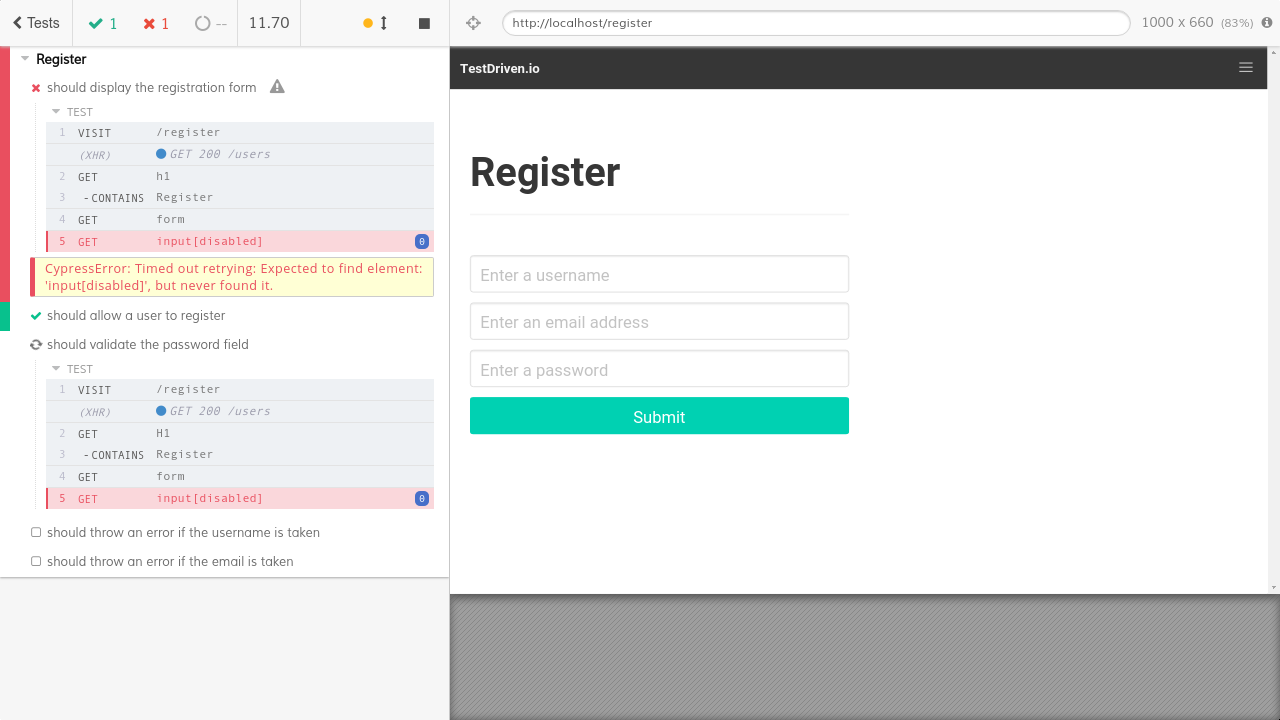 Tests
1
1
--
11.70
http://localhost/register
1000 x 660 (83%)
Register
should display the registration form
TEST
1 VISIT /register
(XHR) GET 200 /users
2 GET h1
3 -CONTAINS Register
4 GET form
5 GET input[disabled] 0
CypressError: Timed out retrying: Expected to find element:
'input[disabled]', but never found it.
should allow a user to register
should validate the password field
TEST
1 VISIT /register
(XHR) GET 200 /users
2 GET H1
3 -CONTAINS Register
4 GET form
5 GET input[disabled] 0
should throw an error if the username is taken
should throw an error if the email is taken
TestDriven.io
Register
Enter a username
Enter an email address
Enter a password
Submit